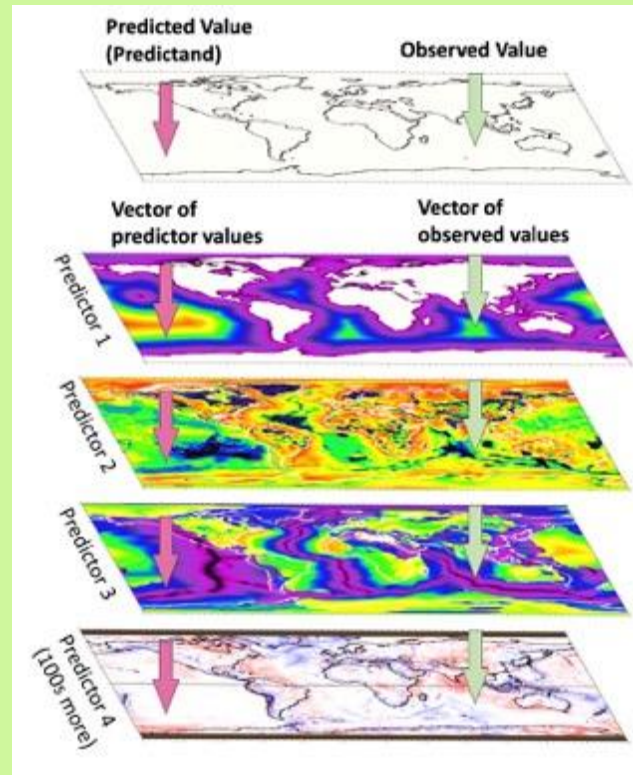 Predicted Value
(Predictand)
Observed Value
Vector of
predictor values
Vector of
observed values
Predictor 1
Predictor 2
Predictor 3
Predictor 4
(100s more)